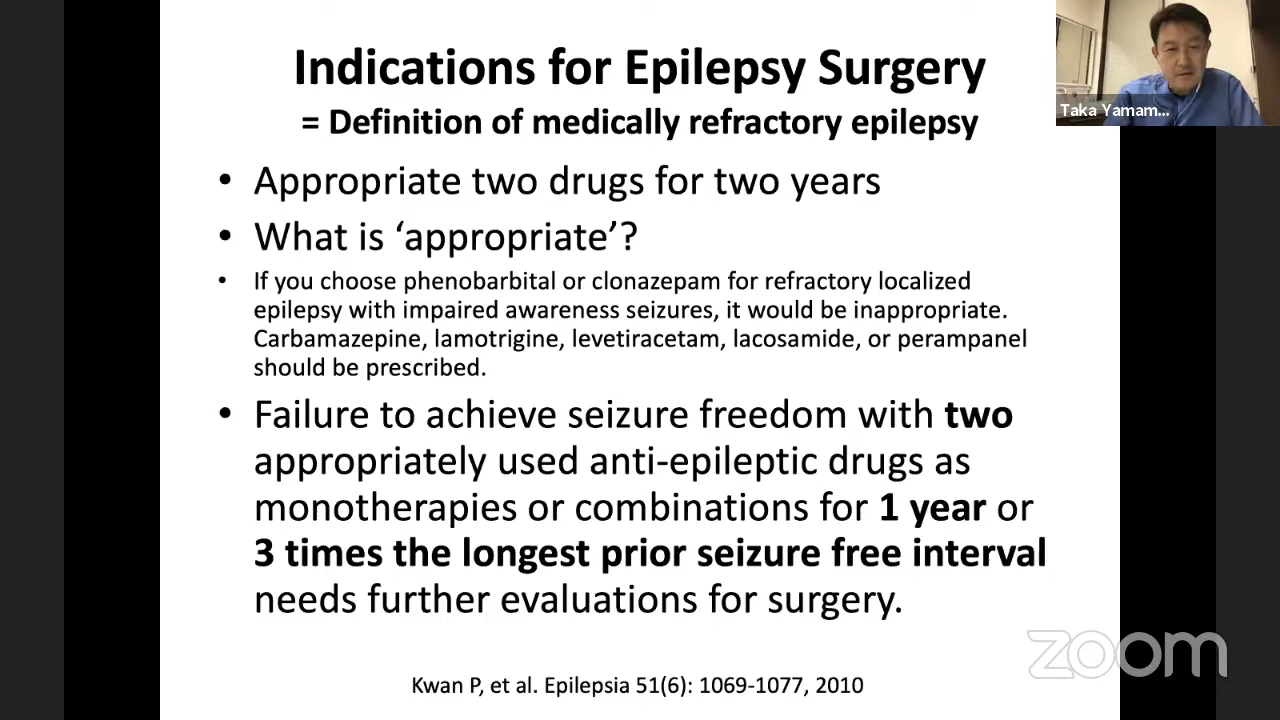 Indications for Epilepsy Surgery
= Definition of medically refractory epilepsy
• Appropriate two drugs for two years
• What is ‘appropriate’?
• If you choose phenobarbital or clonazepam for refractory localized
epilepsy with impaired awareness seizures, it would be inappropriate.
Carbamazepine, lamotrigine, levetiracetam, lacosamide, or perampanel
should be prescribed.
• Failure to achieve seizure freedom with two
appropriately used anti-epileptic drugs as
monotherapies or combinations for 1 year or
3 times the longest prior seizure free interval
needs further evaluations for surgery.
Kwan P, et al. Epilepsia 51(6): 1069-1077, 2010
Taka Yamam...
zoom